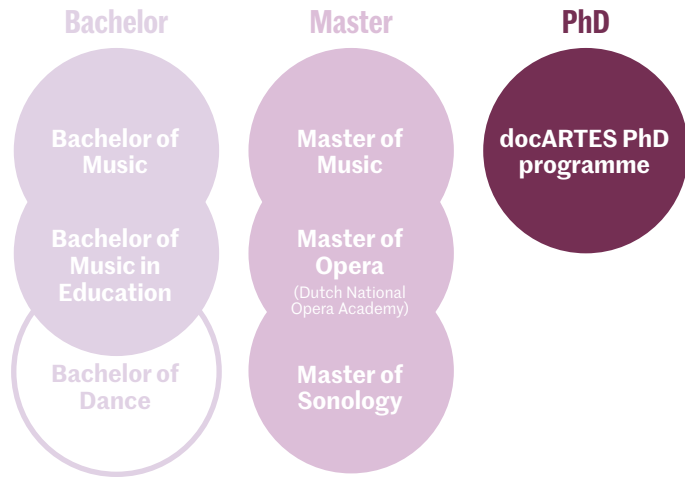 Bachelor
Bachelor of
Music
Bachelor of
Music in
Education
Bachelor of
Dance
Master
Master of
Music
Master of
Opera
(Dutch National
Opera Academy)
Master of
Sonology
PhD
docARTES PhD
programme